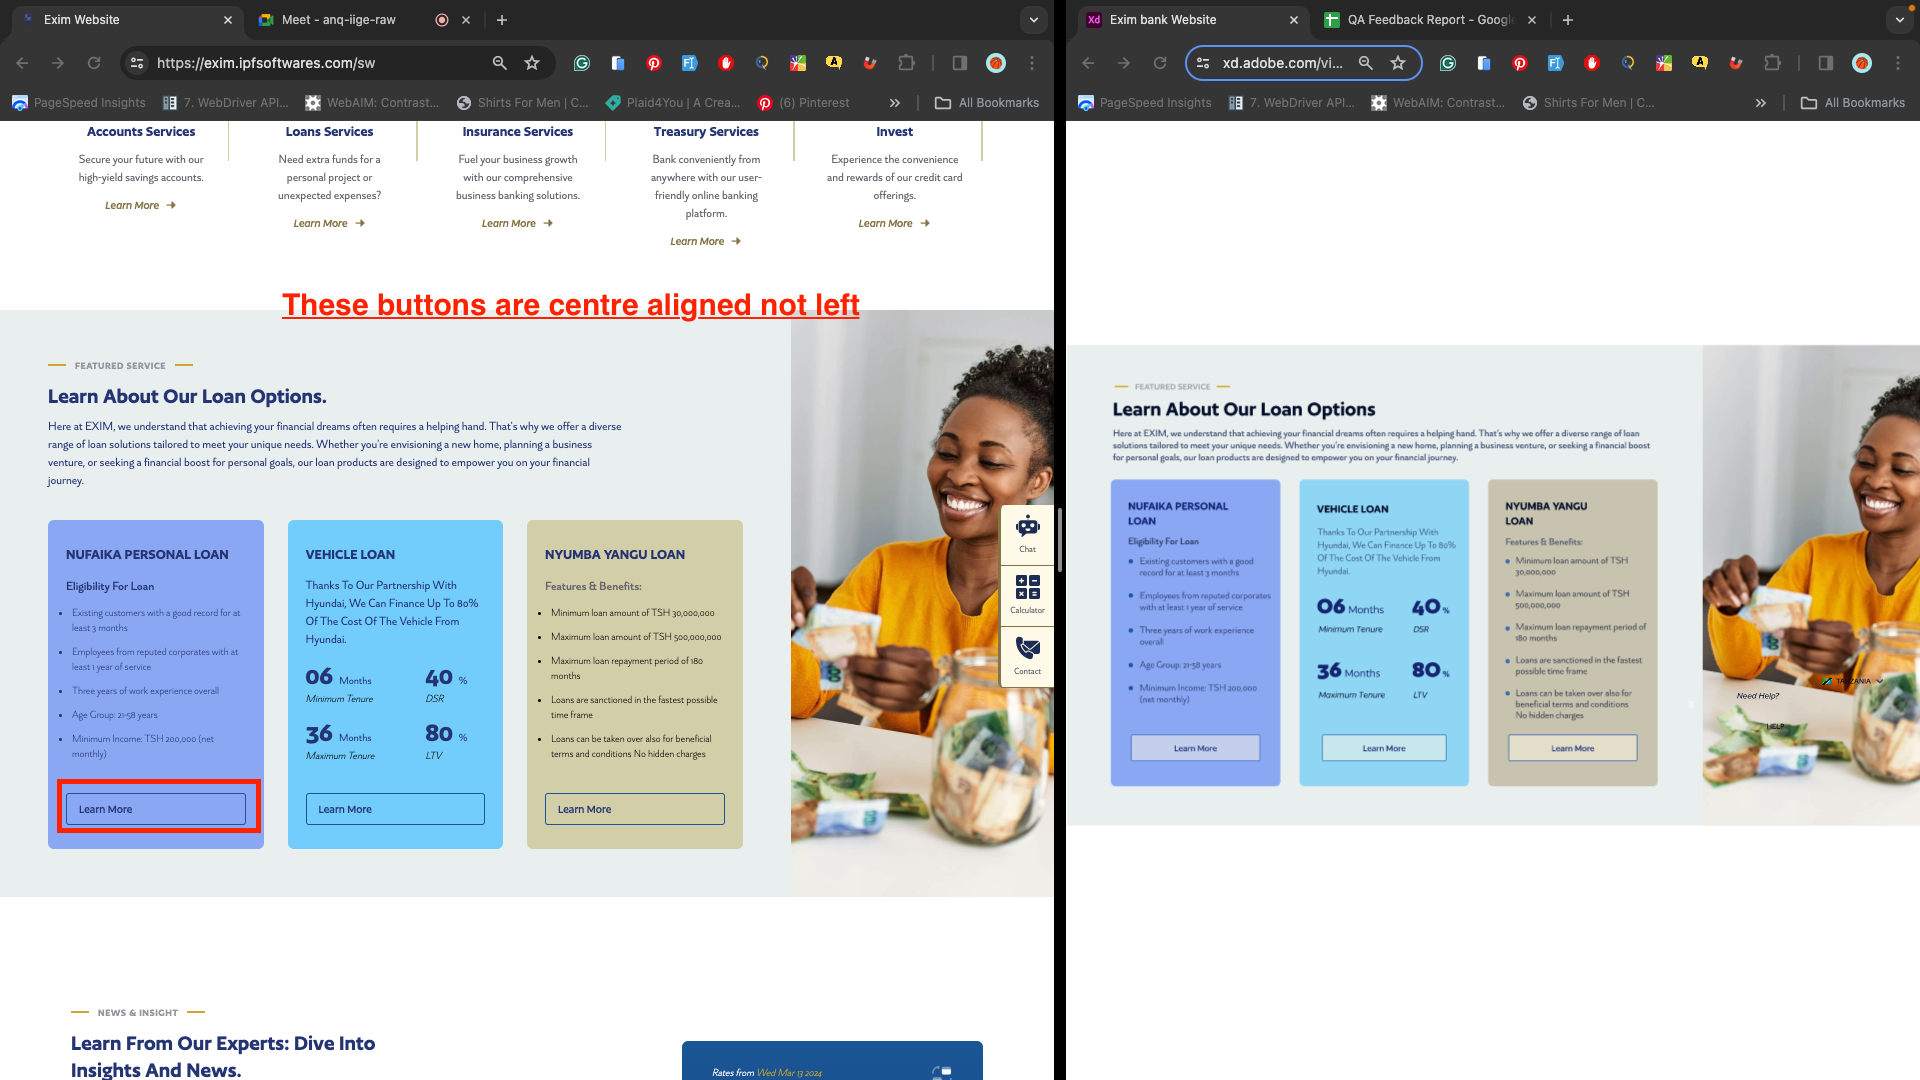 Exim Website
Meet - anq-iige-raw
https://exim.ipfsoftwares.com/sw
PageSpeed Insights
7. WebDriver API...
WebAIM: Contrast...
Shirts For Men | C...
Plaid4You | A Crea...
(6) Pinterest
All Bookmarks
Accounts Services
Secure your future with our
high-yield savings accounts.
Learn More
Loans Services
Need extra funds for a
personal project or
unexpected expenses?
Learn More
Insurance Services
Fuel your business growth
with our comprehensive
business banking solutions.
Learn More
Treasury Services
Bank conveniently from
anywhere with our user-
friendly online banking
platform.
Learn More
Invest
Experience the convenience
and rewards of our credit card
offerings.
Learn More
These buttons are centre aligned not left
FEATURED SERVICE
Learn About Our Loan Options.
Here at EXIM, we understand that achieving your financial dreams often requires a helping hand. That's why we offer a diverse
range of loan solutions tailored to meet your unique needs. Whether you're envisioning a new home, planning a business
venture, or seeking a financial boost for personal goals, our loan products are designed to empower you on your financial
journey.
NUFAIKA PERSONAL LOAN
Eligibility For Loan
Existing customers with a good record for at
least 3 months
Employees from reputed corporates with at
least 1 year of service
Three years of work experience overall
Age Group: 21-58 years
Minimum Income: TSH 200,000 (net
monthly)
Learn More
VEHICLE LOAN
Thanks To Our Partnership With
Hyundai, We Can Finance Up To 80%
Of The Cost Of The Vehicle From
Hyundai.
06 Months
Minimum Tenure
40 %
DSR
36 Months
Maximum Tenure
80 %
LTV
Learn More
NYUMBA YANGU LOAN
Features & Benefits:
Minimum loan amount of TSH 30,000,000
Maximum loan amount of TSH 500,000,000
Maximum loan repayment period of 180
months
Loans are sanctioned in the fastest possible
time frame
Loans can be taken over also for beneficial
terms and conditions No hidden charges
Learn More
Chat
Calculator
Contact
NEWS & INSIGHT
Learn From Our Experts: Dive Into
Insights And News.
Rates from Wed Mar 13 2024
Exim bank Website
QA Feedback Report - Google
xd.adobe.com/vi...
PageSpeed Insights
7. WebDriver API...
WebAIM: Contrast...
Shirts For Men | C...
All Bookmarks
FEATURED SERVICE
Learn About Our Loan Options
Here at EXIM, we understand that achieving your financial dreams often requires a helping hand. That's why we offer a diverse range of loan
solutions tailored to meet your unique needs. Whether you're envisioning a new home, planning a business venture, or seeking a financial boost
for personal goals, our loan products are designed to empower you on your financial journey.
NUFAIKA PERSONAL
LOAN
Eligibility For Loan
Existing customers with a good
record for at least 3 months
Employees from reputed corporates
with at least 1 year of service
Three years of work experience
overall
Age Group: 21-58 years
Minimum Income: TSH 200,000
(net monthly)
Learn More
VEHICLE LOAN
Thanks To Our Partnership With
Hyundai, We Can Finance Up To 80%
Of The Cost Of The Vehicle From
Hyundai.
06 Months
Minimum Tenure
40 %
DSR
36 Months
Maximum Tenure
80 %
LTV
Learn More
NYUMBA YANGU
LOAN
Features & Benefits:
Minimum loan amount of TSH
30,000,000
Maximum loan amount of TSH
500,000,000
Maximum loan repayment period of
180 months
Loans are sanctioned in the fastest
possible time frame
Loans can be taken over also for
beneficial terms and conditions
No hidden charges
Learn More
TANZANIA
Need Help?
HELP